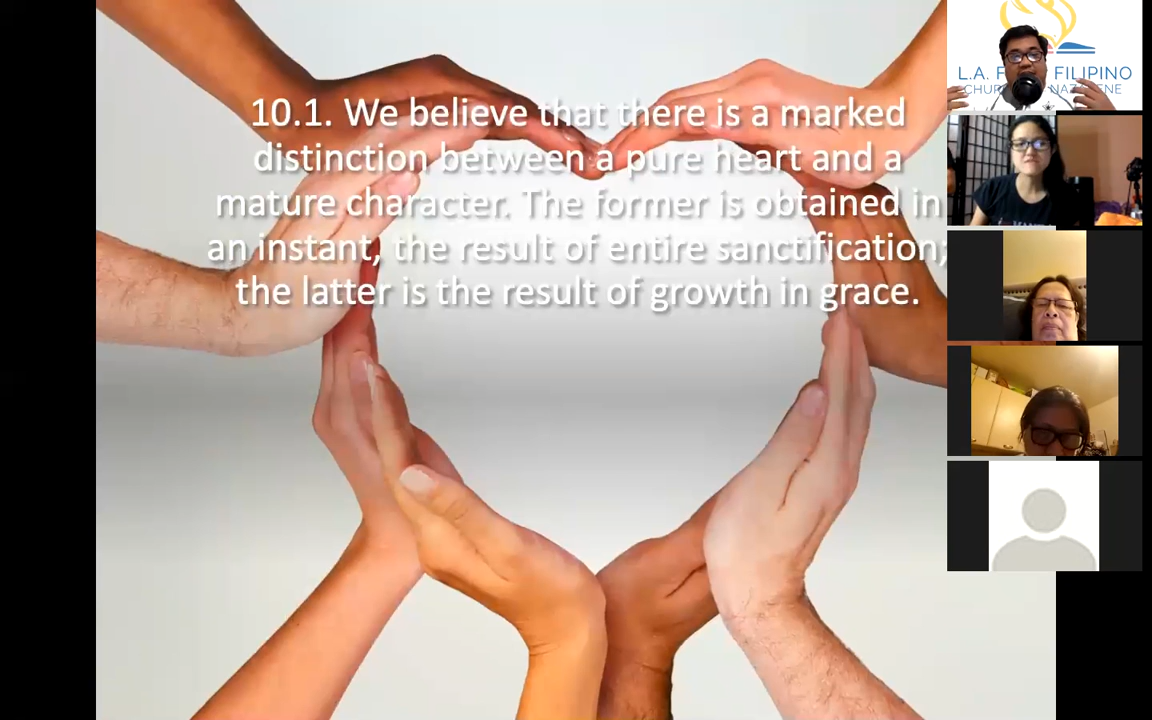 10.1. We believe that there is a marked
distinction between a pure heart and a
mature character. The former is obtained in
an instant, the result of entire sanctification;
the latter is the result of growth in grace.
L.A. FILIPINO